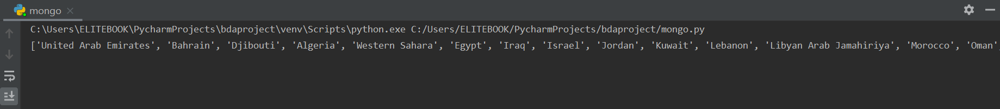 mongo
C:\Users\ELITEBOOK\PycharmProjects\bdaproject\venv\Scripts\python.exe C:/Users/ELITEBOOK/PycharmProjects/bdaproject/mongo.py
['United Arab Emirates', 'Bahrain', 'Djibouti', 'Algeria', 'Western Sahara', 'Egypt', 'Iraq', 'Israel', 'Jordan', 'Kuwait', 'Lebanon', 'Libyan Arab Jamahiriya', 'Morocco', 'Oman',